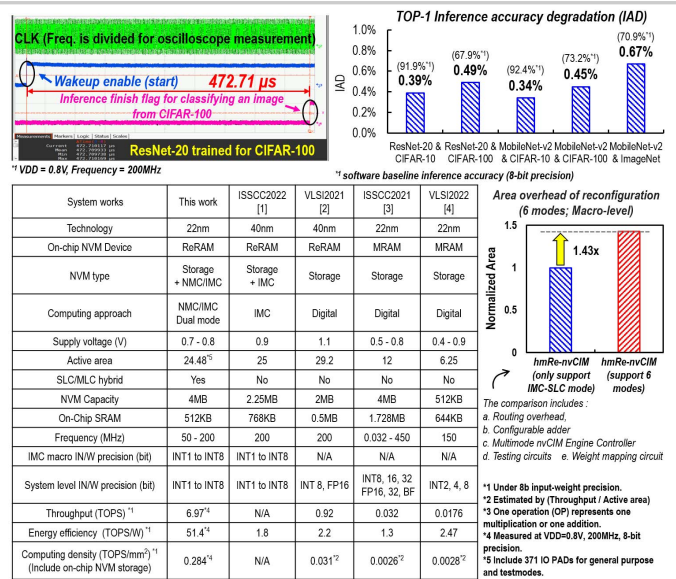 CLK (Freq. is divided for oscilloscope measurement)
Wakeup enable (start) 472.71 µs
Inference finish flag for classifying an image
from CIFAR-100
Measurements Markers Logic Status Scales
Current
Mean
Min
Max
ResNet-20 trained for CIFAR-100
*1 VDD = 0.8V, Frequency = 200MHz
TOP-1 Inference accuracy degradation (IAD)
IAD
1.0%
0.8%
0.6%
0.4%
0.2%
0.0%
(91.9%*1)
0.39%
(67.9%*1)
0.49%
(92.4%*1)
0.34%
(73.2%*1)
0.45%
(70.9%*1)
0.67%
ResNet-20 & ResNet-20 & MobileNet-v2 MobileNet-v2 MobileNet-v2
CIFAR-10 CIFAR-100 & CIFAR-10 & CIFAR-100 & ImageNet
*1 software baseline inference accuracy (8-bit precision)
System works This work ISSCC2022 [1] VLSI2021 [2] ISSCC2021 [3] VLSI2022 [4]
Technology 22nm 40nm 40nm 22nm 22nm
On-chip NVM Device ReRAM ReRAM ReRAM MRAM MRAM
NVM type Storage + NMC/IMC Storage + IMC Storage Storage Storage
Computing approach NMC/IMC Dual mode IMC Digital Digital Digital
Supply voltage (V) 0.7 - 0.8 0.9 1.1 0.5 - 0.8 0.4 - 0.9
Active area 24.48*5 25 29.2 12 6.25
SLC/MLC hybrid Yes No No No No
NVM Capacity 4MB 2.25MB 2MB 4MB 512KB
On-Chip SRAM 512KB 768KB 0.5MB 1.728MB 644KB
Frequency (MHz) 50 - 200 200 200 0.032 - 450 150
IMC macro IN/W precision (bit) INT1 to INT8 INT1 to INT8 N/A N/A N/A
System level IN/W precision (bit) INT1 to INT8 INT1 to INT8 INT 8, FP16 INT8, 16, 32 FP16, 32, BF INT2, 4, 8
Throughput (TOPS) *1 6.97*4 N/A 0.92 0.032 0.0176
Energy efficiency (TOPS/W) *1 51.4*4 1.8 2.2 1.3 2.47
Computing density (TOPS/mm²) *1 (Include on-chip NVM storage) 0.284*4 N/A 0.031*2 0.0026*2 0.0028*2
Area overhead of reconfiguration
(6 modes; Macro-level)
Normalized Area
1.5
1
0.5
0
1.43x
hmRe-nvCIM hmRe-nvCIM
(only support (support 6
IMC-SLC mode) modes)
The comparison includes :
a. Routing overhead,
b. Configurable adder
c. Multimode nvCIM Engine Controller
d. Testing circuits e. Weight mapping circuit
*1 Under 8b input-weight precision.
*2 Estimated by (Throughput / Active area)
*3 One operation (OP) represents one
multiplication or one addition.
*4 Measured at VDD=0.8V, 200MHz, 8-bit
precision.
*5 Include 371 IO PADs for general purpose
and testmodes.